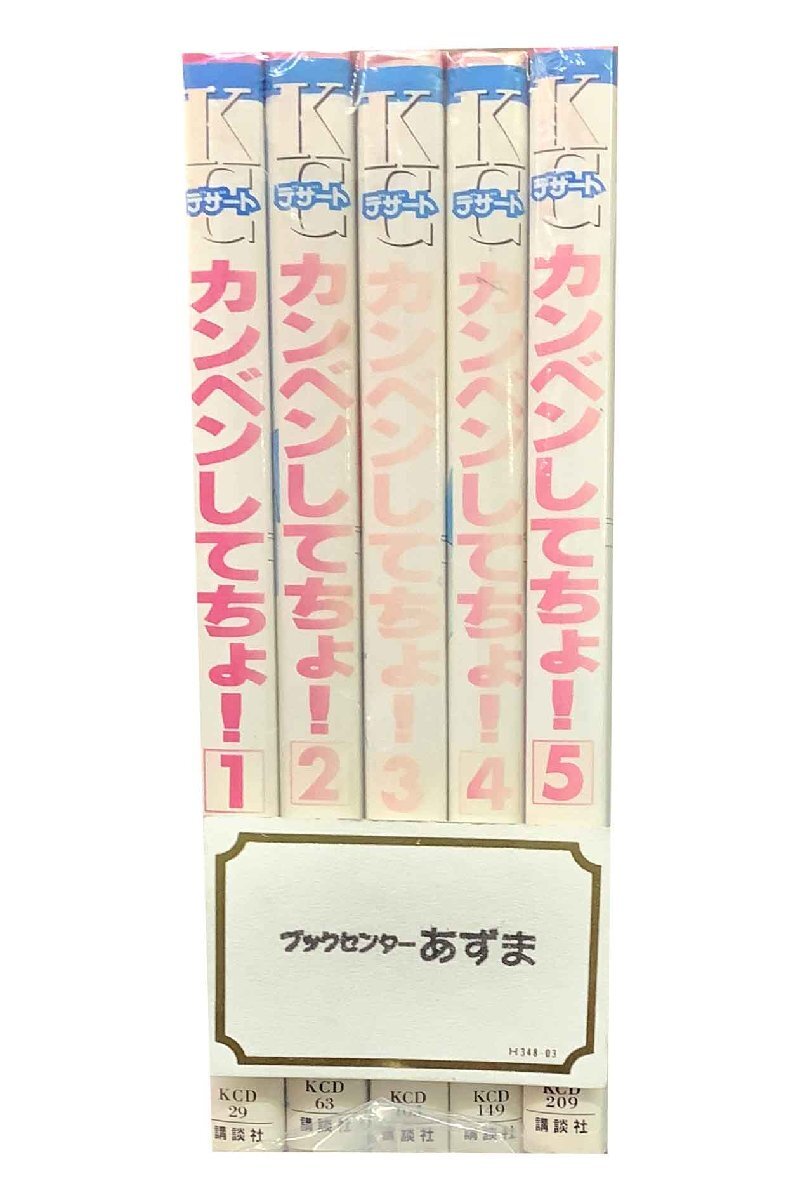 KC
デザート
カンベンしてちょ!
1
KC
デザート
カンベンしてちょ!
2
KC
デザート
カンベンしてちょ!
3
KC
デザート
カンベンしてちょ!
4
KC
デザート
カンベンしてちょ!
5
ブックセンターあずま
H348-03
KCD
29
講談社
KCD
63
講談社
KCD
講談社
KCD
149
講談社
KCD
209
講談社